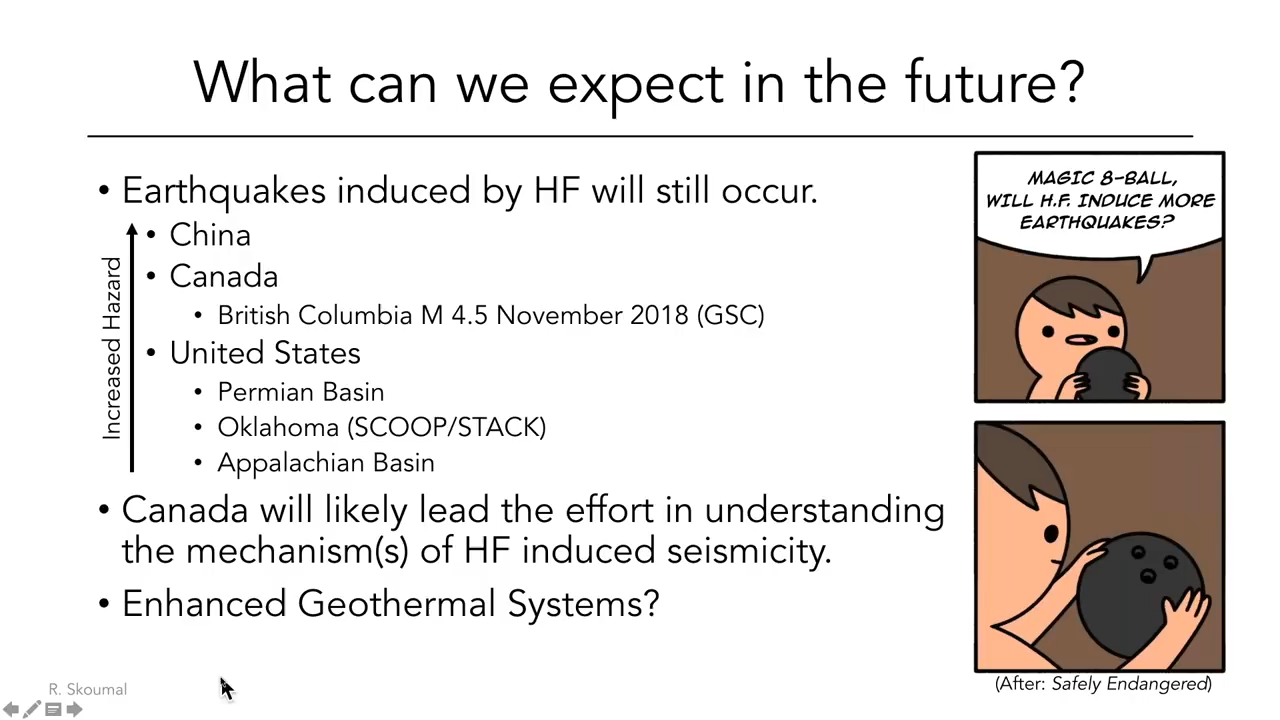 What can we expect in the future?
• Earthquakes induced by HF will still occur.
• China
• Canada
• British Columbia M 4.5 November 2018 (GSC)
• United States
• Permian Basin
• Oklahoma (SCOOP/STACK)
• Appalachian Basin
Increased Hazard
• Canada will likely lead the effort in understanding
the mechanism(s) of HF induced seismicity.
• Enhanced Geothermal Systems?
MAGIC 8-BALL,
WILL H.F. INDUCE MORE
EARTHQUAKES?
(After: Safely Endangered)
R. Skoumal